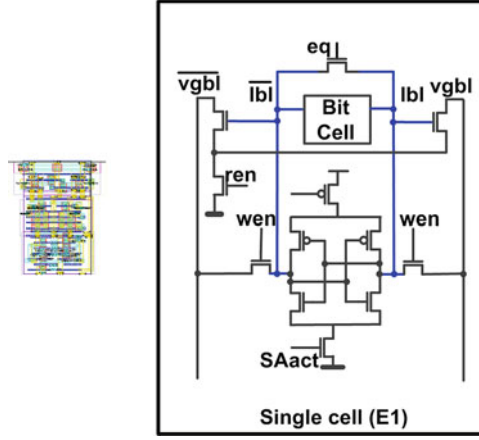 eq
vgbl
lbl
lbl
vgbl
Bit
Cell
ren
wen
wen
SAact
Single cell (E1)